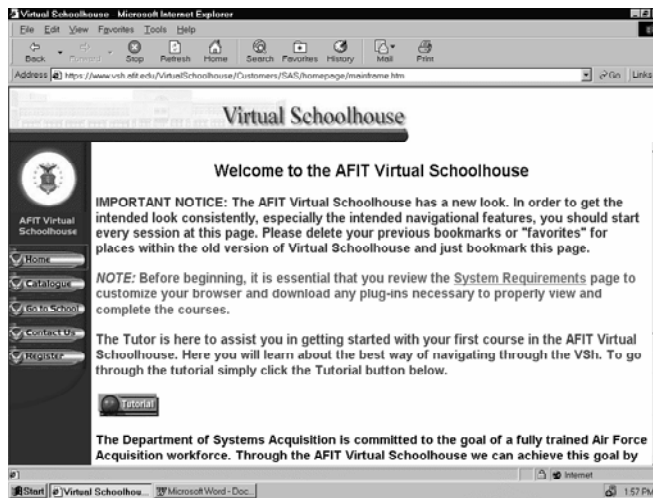 Virtual Schoolhouse - Microsoft Internet Explorer
File Edit View Favorites Tools Help
Back Forward Stop Refresh Home Search Favorites History Mail Print
Address https://www.vsh.afit.edu/VirtualSchoolhouse/Customers/SAS/homepage/mainframe.htm Go Links
Virtual Schoolhouse
AFIT Virtual
Schoolhouse
Home
Catalogue
Go to School
Contact Us
Register
Welcome to the AFIT Virtual Schoolhouse
IMPORTANT NOTICE: The AFIT Virtual Schoolhouse has a new look. In order to get the
intended look consistently, especially the intended navigational features, you should start
every session at this page. Please delete your previous bookmarks or "favorites" for
places within the old version of Virtual Schoolhouse and just bookmark this page.
NOTE: Before beginning, it is essential that you review the System Requirements page to
customize your browser and download any plug-ins necessary to properly view and
complete the courses.
The Tutor is here to assist you in getting started with your first course in the AFIT Virtual
Schoolhouse. Here you will learn about the best way of navigating through the VSh. To go
through the tutorial simply click the Tutorial button below.
Tutorial
The Department of Systems Acquisition is committed to the goal of a fully trained Air Force
Acquisition workforce. Through the AFIT Virtual Schoolhouse we can achieve this goal by
Internet
Start Virtual Schoolhou... Microsoft Word - Doc... 1:57 PM